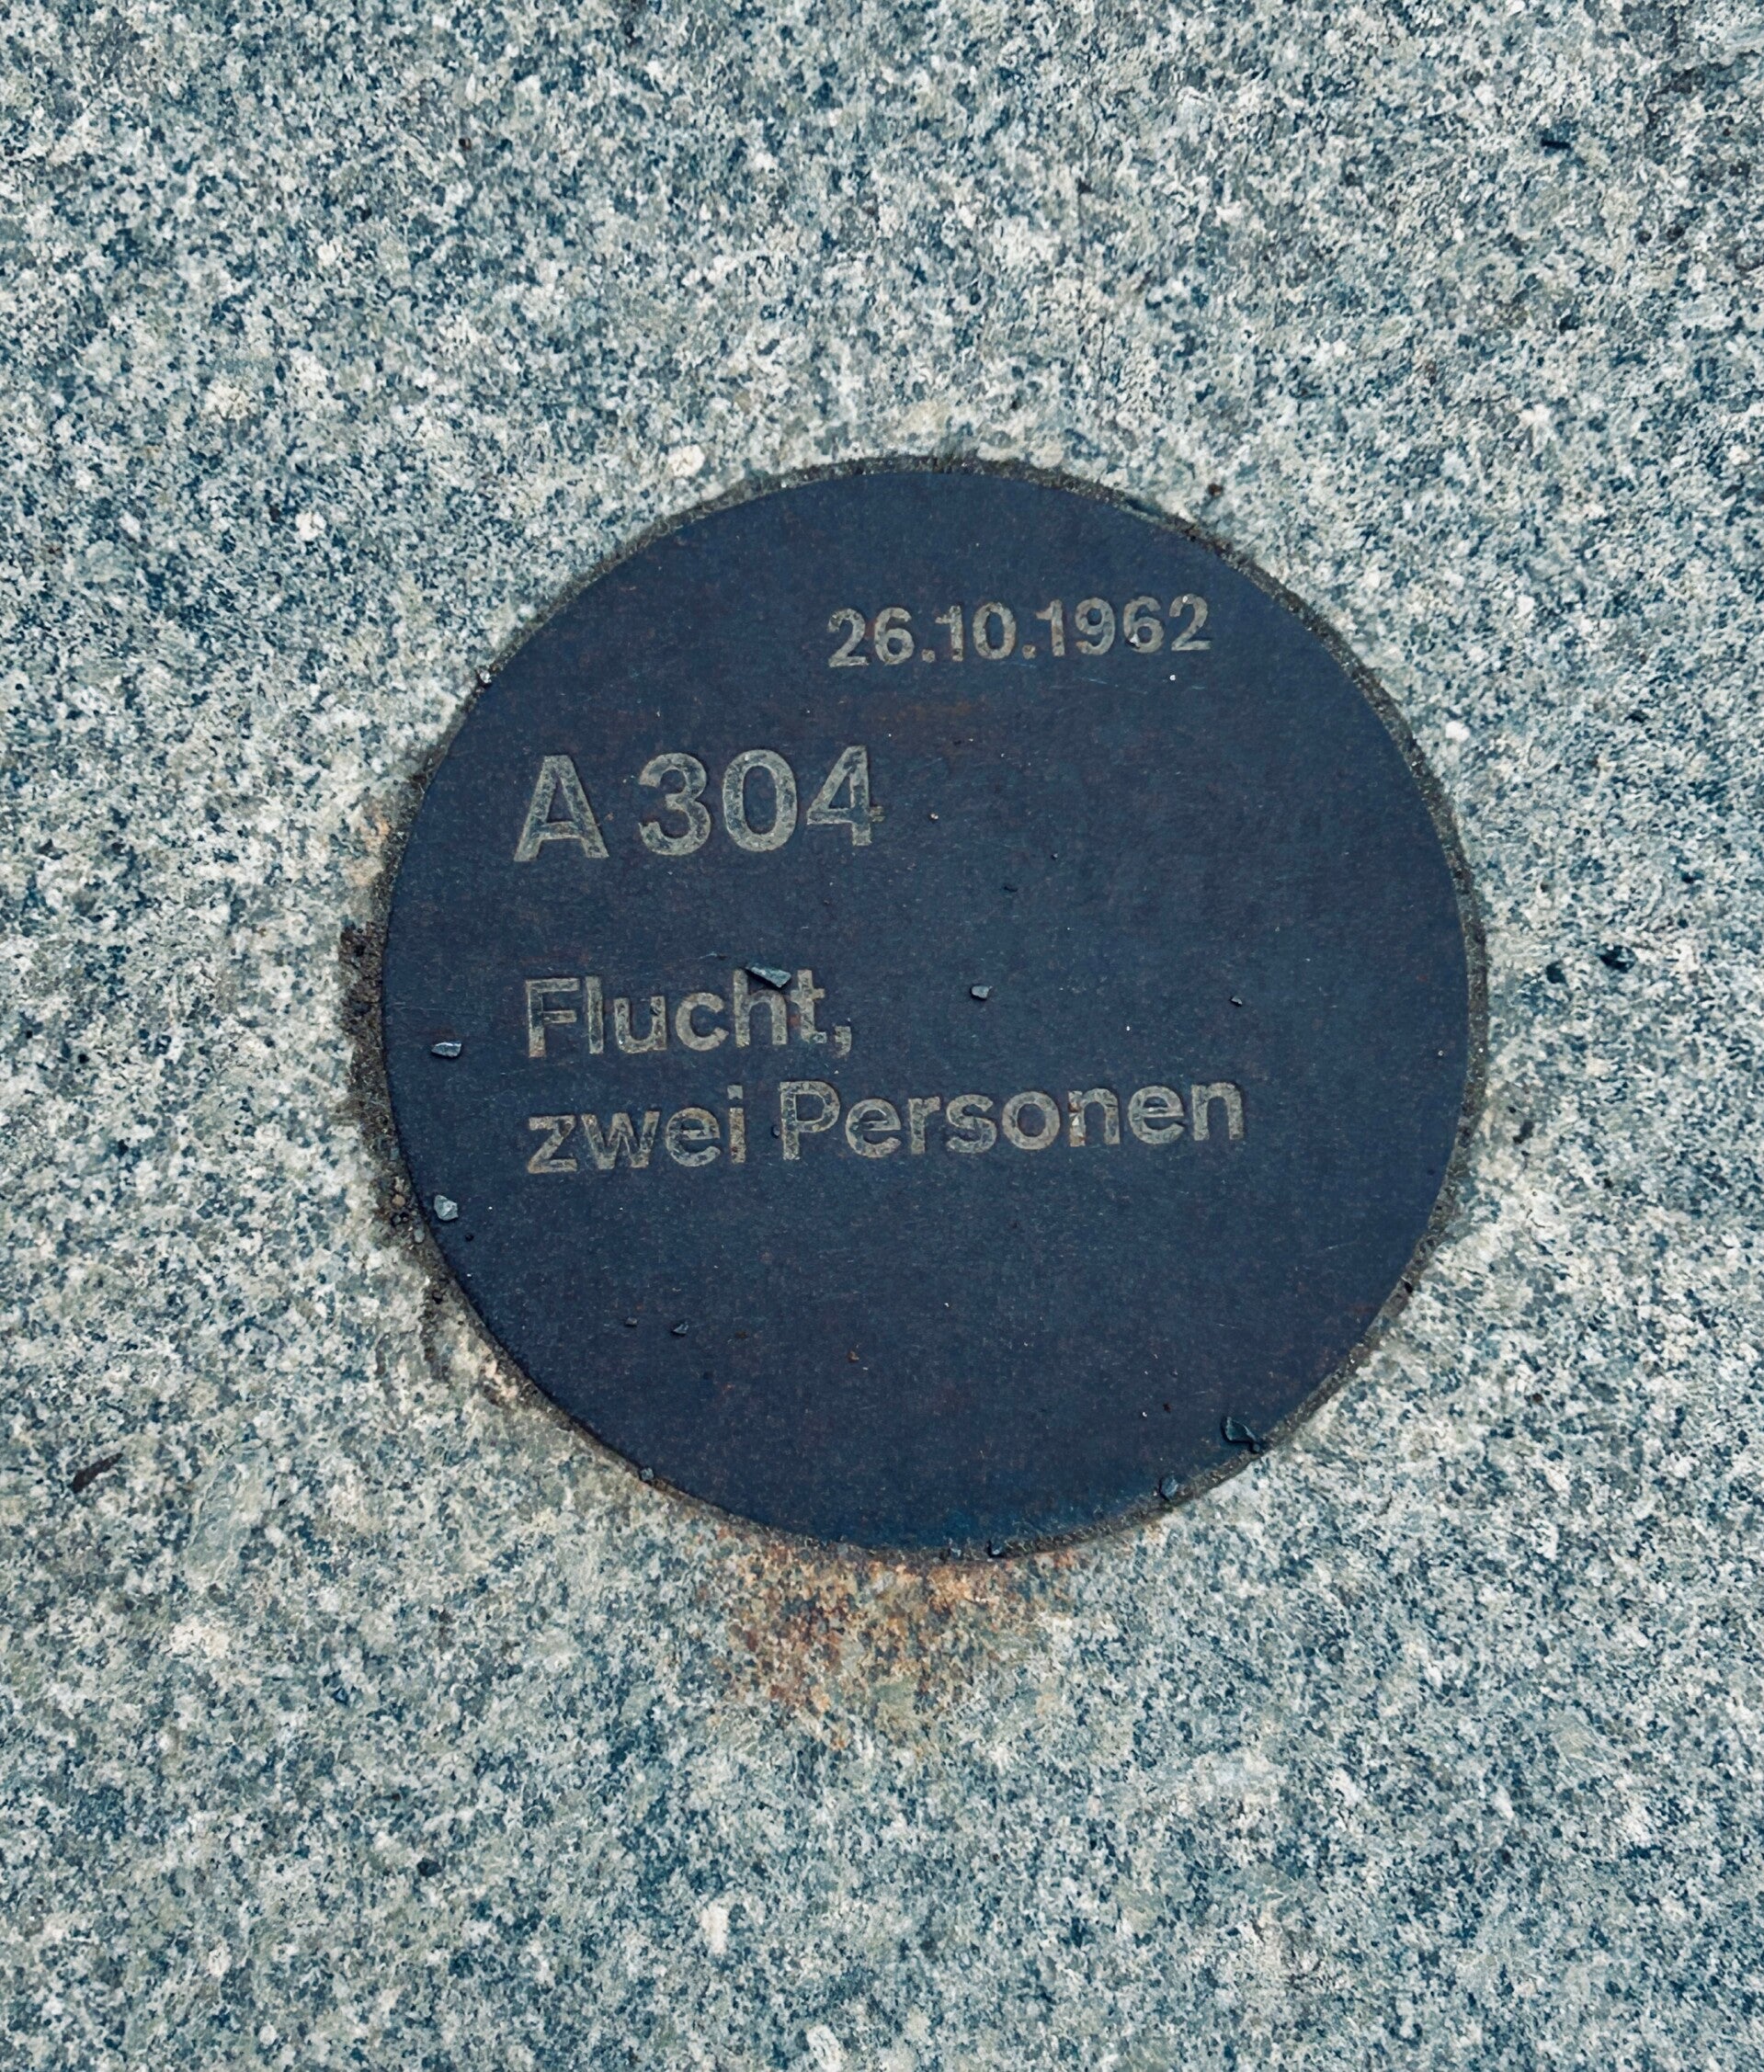 26.10.1962
A 304
Flucht,
zwei Personen